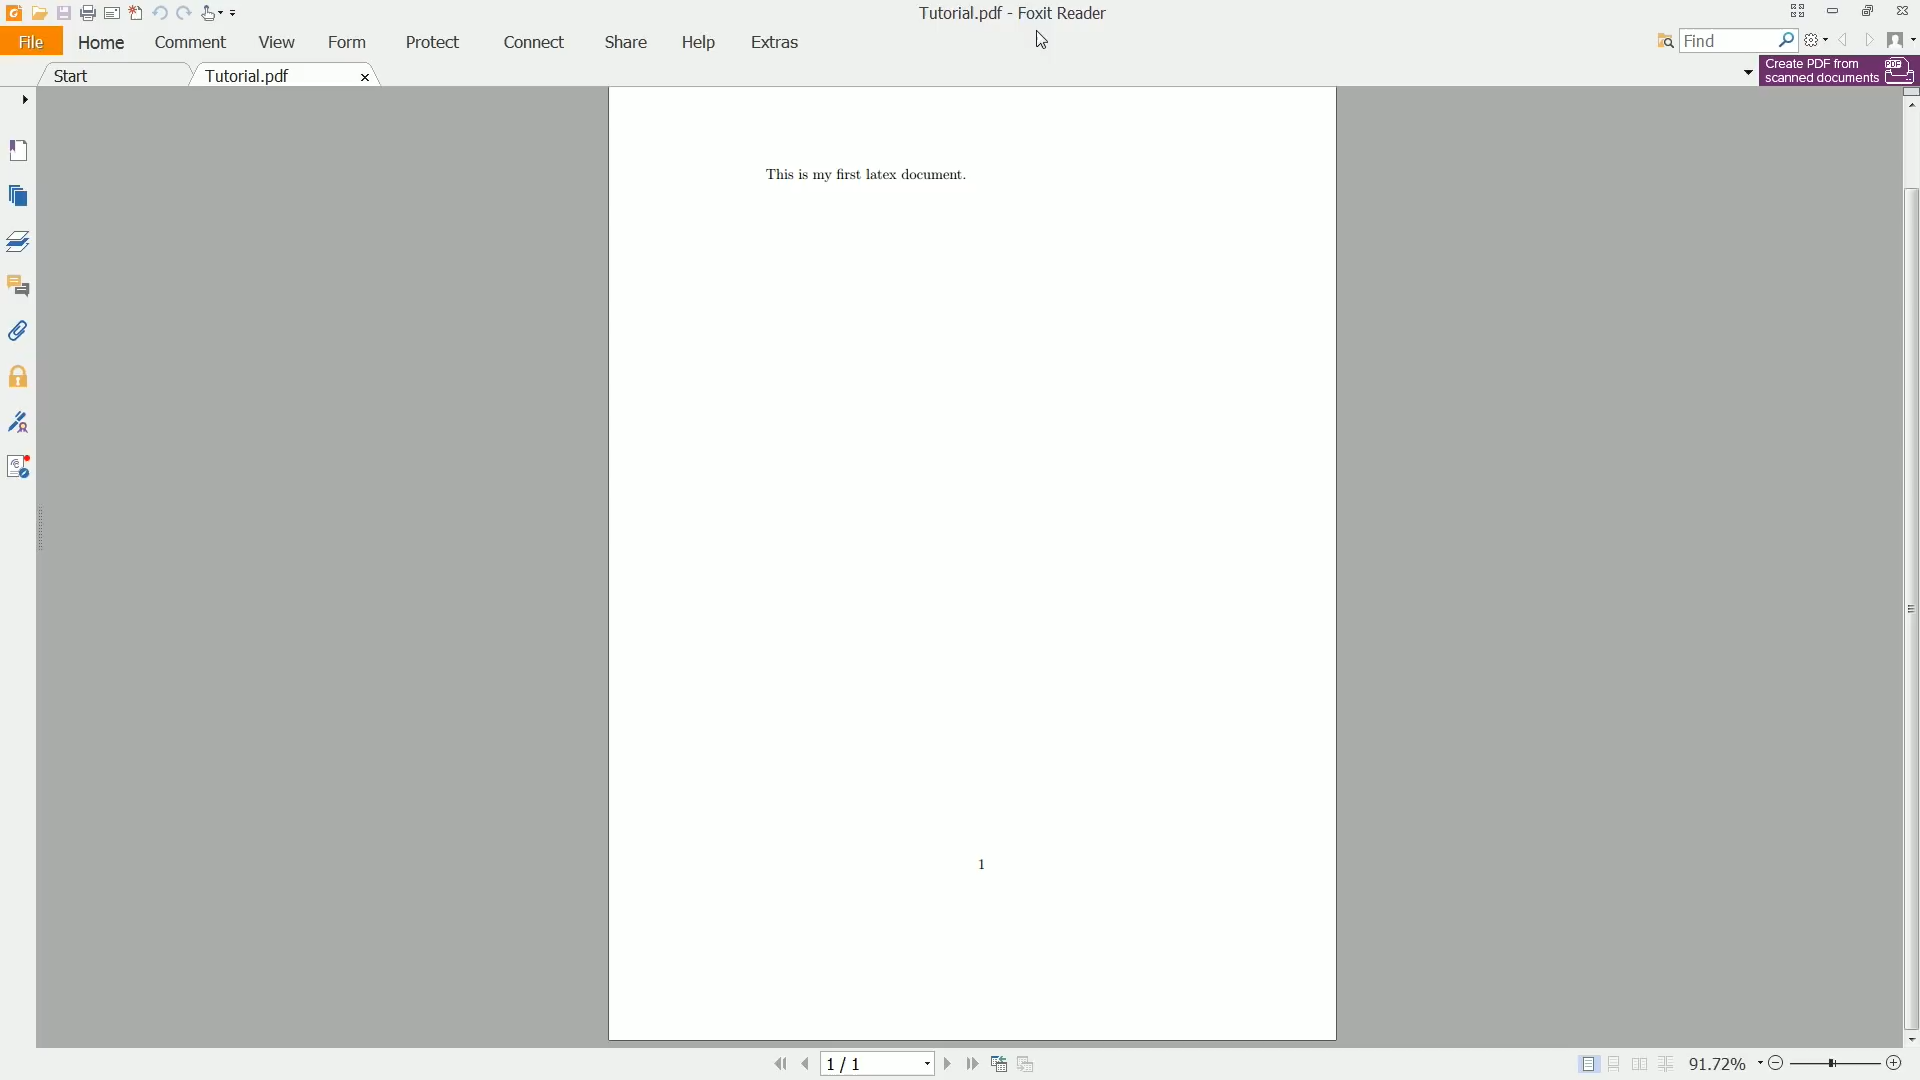 Tutorial.pdf - Foxit Reader
File Home Comment View Form Protect Connect Share Help Extras
Find
Start
Tutorial.pdf
Create PDF from
scanned documents
PDF
This is my first latex document.
1
1 / 1
91.72%